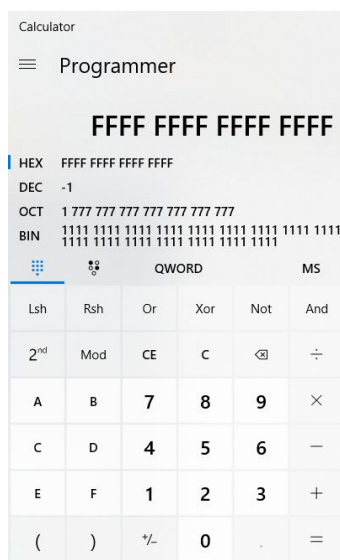 Calculator
Programmer
FFFF FFFF FFFF FFFF
HEX FFFF FFFF FFFF FFFF
DEC -1
OCT 1 777 777 777 777 777 777 777
BIN 1111 1111 1111 1111 1111 1111 1111 1111 1111
1111 1111 1111 1111 1111 1111 1111
QWORD MS
Lsh Rsh Or Xor Not And
2nd Mod CE C ⌫ ÷
A B 7 8 9 ×
C D 4 5 6 −
E F 1 2 3 +
( ) +/− 0 . =